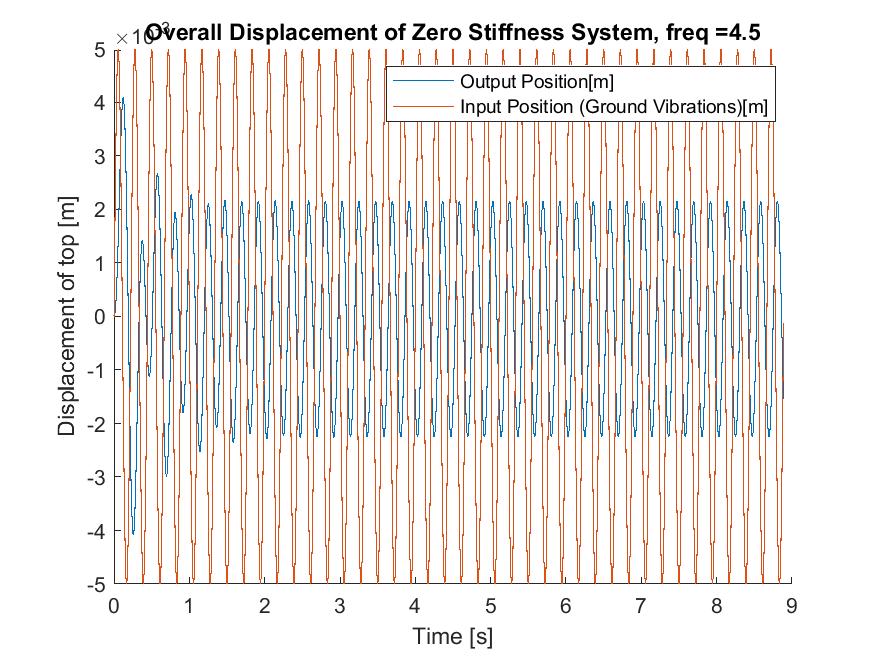 Overall Displacement of Zero Stiffness System, freq =4.5
×10-3
Output Position[m]
Input Position (Ground Vibrations)[m]
5
4
3
2
1
0
-1
-2
-3
-4
-5
Displacement of top [m]
0 1 2 3 4 5 6 7 8 9
Time [s]